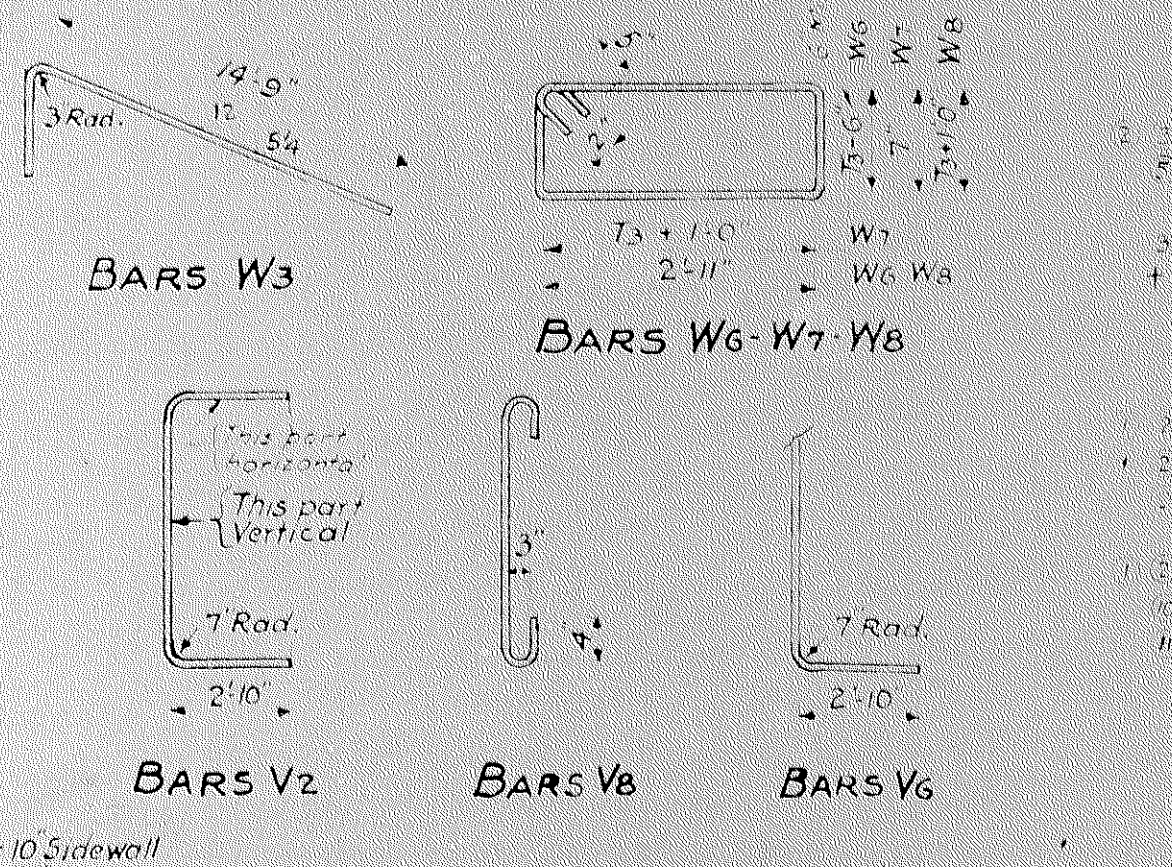 14-9"
12
5¼
3 Rad.
BARS W3
W6
W7
W8
T3-6"
7"
T3+1'-0"
2"
T3 + 1-0"
W7
2'-11"
W6 W8
BARS W6-W7-W8
This part
horizontal
This part
Vertical
7" Rad.
2'-10"
BARS V2
3"
4"
BARS V8
7 Rad.
2'-10"
BARS V6
10" Sidewall